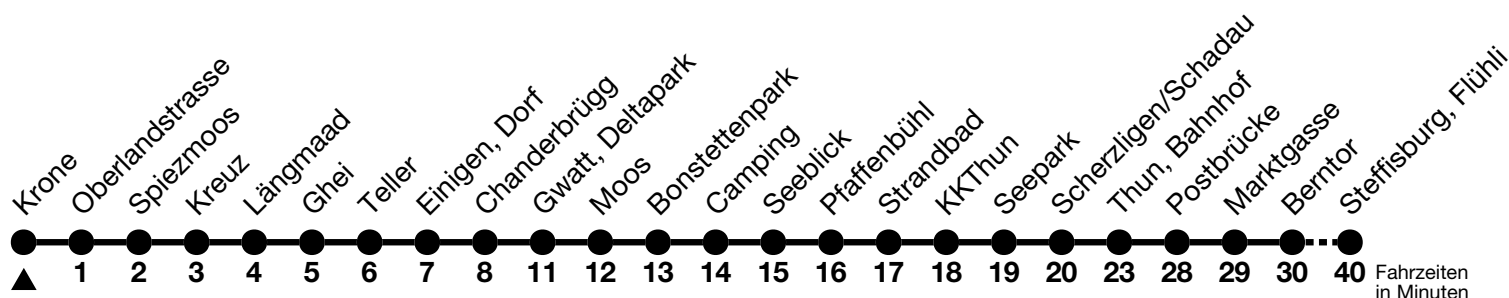 Krone
Oberlandstrasse
Spiezmoos
Kreuz
Längmaad
Ghei
Teller
Einigen, Dorf
Chanderbrügg
Gwatt, Deltapark
Moos
Bonstettenpark
Camping
Seeblick
Pfaffenbühl
Strandbad
KKThun
Seepark
Scherzligen/Schadau
Thun, Bahnhof
Postbrücke
Marktgasse
Berntor
Steffisburg, Flühli
1 2 3 4 5 6 7 8 11 12 13 14 15 16 17 18 19 20 23 28 29 30 40 Fahrzeiten
in Minuten